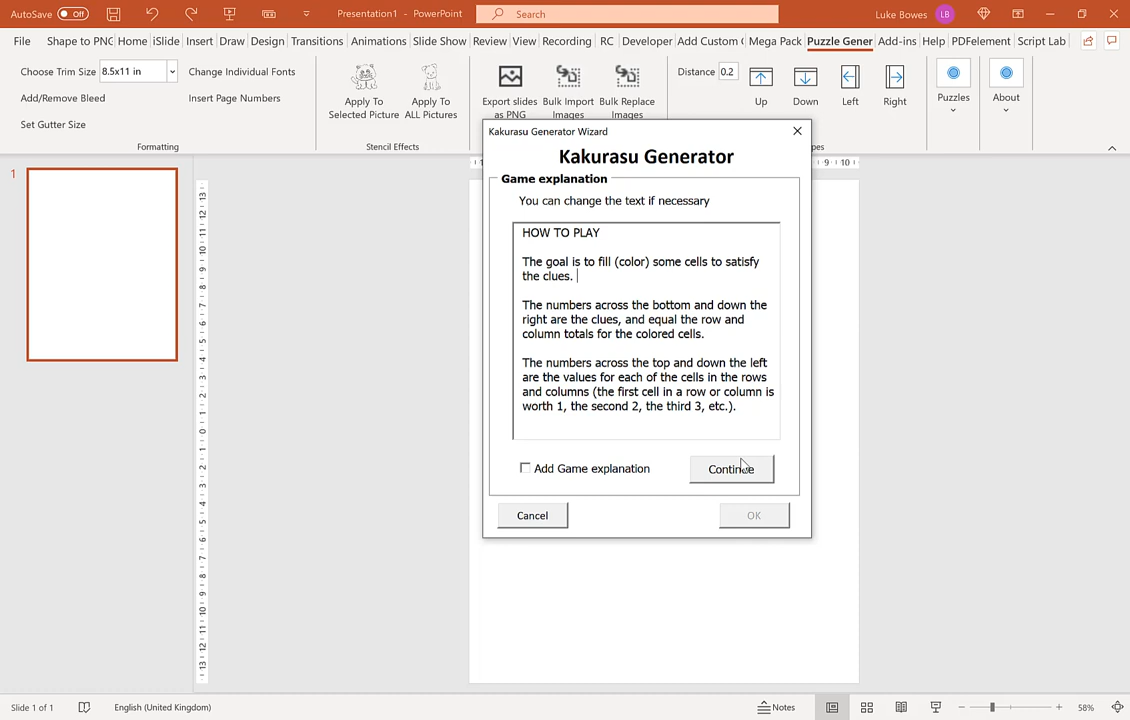 AutoSave Off
Presentation1 - PowerPoint
Search
Luke Bowes LB
File Shape to PNG Home iSlide Insert Draw Design Transitions Animations Slide Show Review View Recording RC Developer Add Custom Mega Pack Puzzle Gener Add-ins Help PDFelement Script Lab
Choose Trim Size 8.5x11 in
Change Individual Fonts
Add/Remove Bleed
Insert Page Numbers
Set Gutter Size
Formatting
Apply To
Selected Picture
Apply To
ALL Pictures
Stencil Effects
Export slides
as PNG
Bulk Import
Images
Bulk Replace
Images
Distance 0.2
Up
Down
Left
Right
Puzzles
About
1
Kakurasu Generator Wizard
Kakurasu Generator
Game explanation
You can change the text if necessary
HOW TO PLAY
The goal is to fill (color) some cells to satisfy
the clues.
The numbers across the bottom and down the
right are the clues, and equal the row and
column totals for the colored cells.
The numbers across the top and down the left
are the values for each of the cells in the rows
and columns (the first cell in a row or column is
worth 1, the second 2, the third 3, etc.).
Add Game explanation
Continue
Cancel
OK
Slide 1 of 1
English (United Kingdom)
Notes
58%